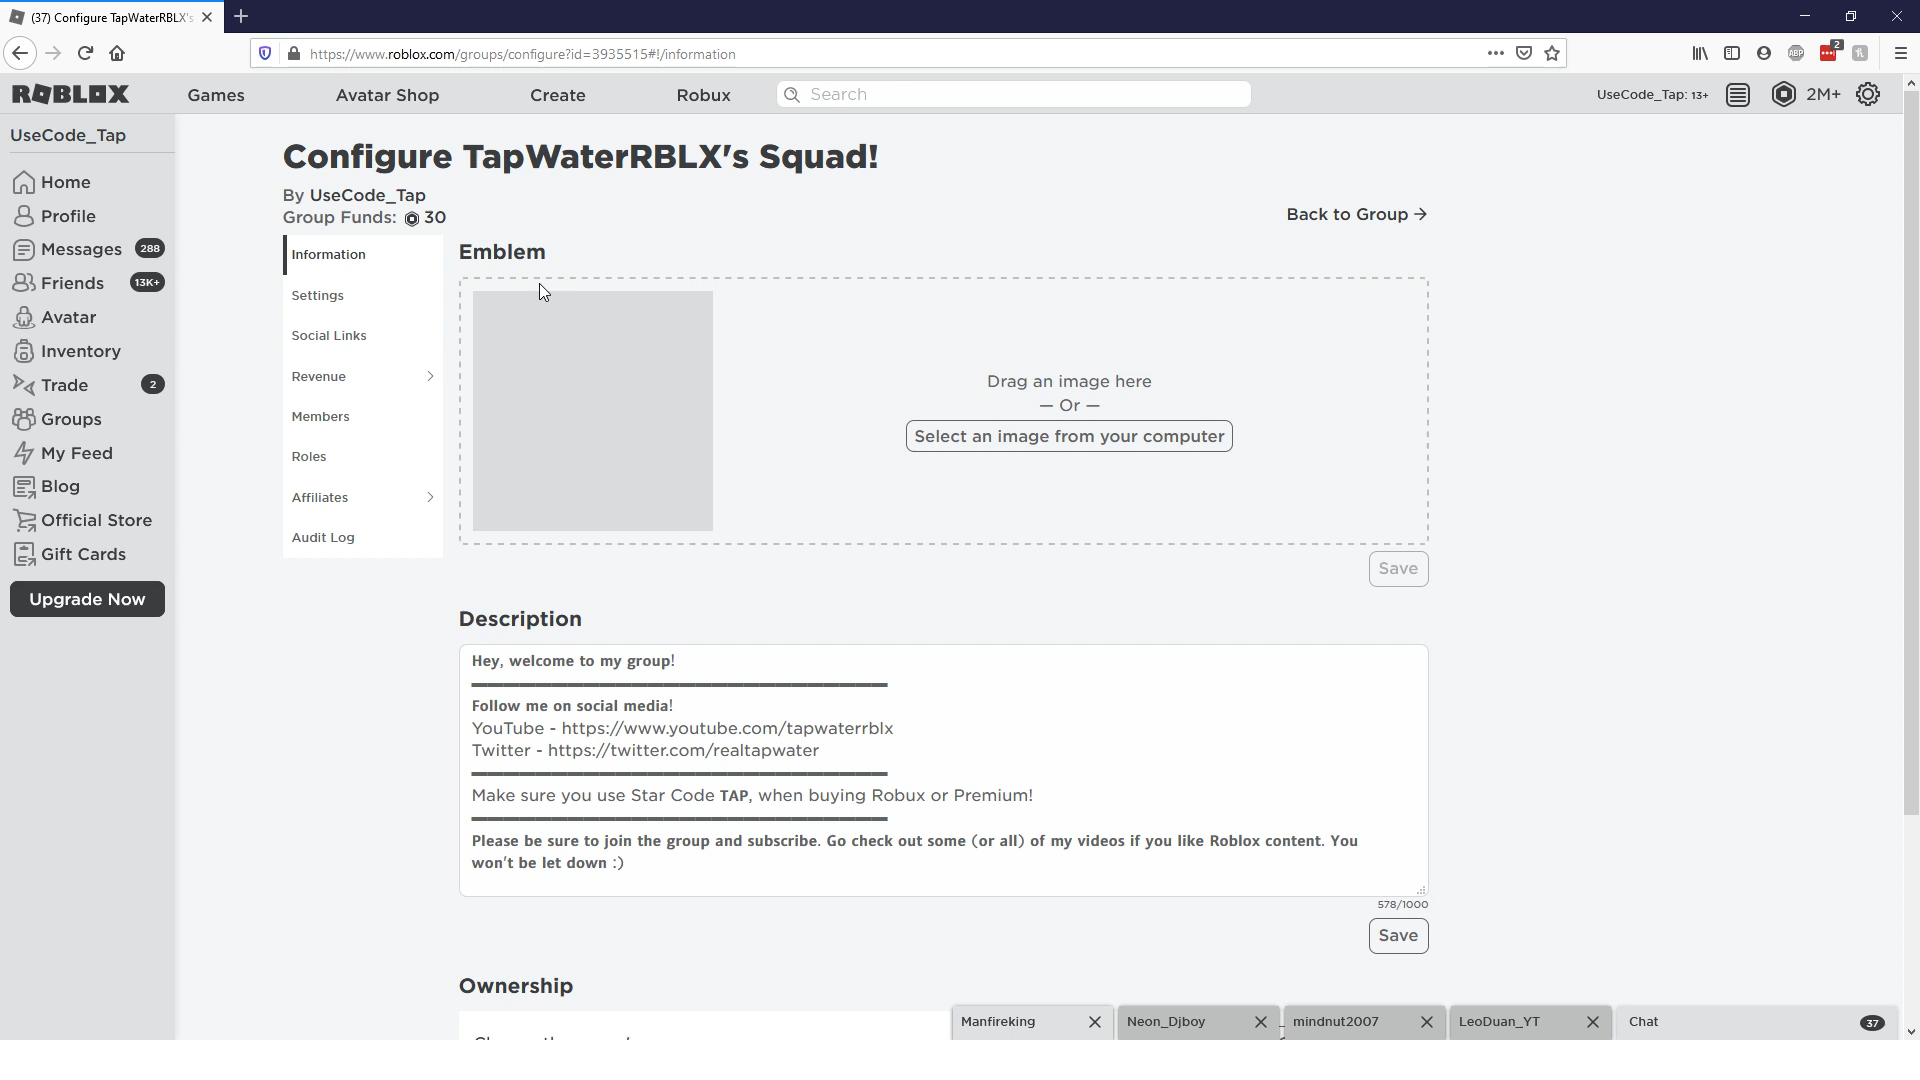 (37) Configure TapWaterRBLX's
https://www.roblox.com/groups/configure?id=3935515#!/information
ABP
2
ROBLOX
Games
Avatar Shop
Create
Robux
Search
UseCode_Tap: 13+
2M+
UseCode_Tap
Home
Profile
Messages 288
Friends 13K+
Avatar
Inventory
Trade 2
Groups
My Feed
Blog
Official Store
Gift Cards
Upgrade Now
Configure TapWaterRBLX's Squad!
By UseCode_Tap
Group Funds: 30
Back to Group →
Information
Settings
Social Links
Revenue
Members
Roles
Affiliates
Audit Log
Emblem
Drag an image here
— Or —
Select an image from your computer
Save
Description
Hey, welcome to my group!
Follow me on social media!
YouTube - https://www.youtube.com/tapwaterrblx
Twitter - https://twitter.com/realtapwater
Make sure you use Star Code TAP, when buying Robux or Premium!
Please be sure to join the group and subscribe. Go check out some (or all) of my videos if you like Roblox content. You
won't be let down :)
578/1000
Save
Ownership
Manfireking
Neon_Djboy
mindnut2007
LeoDuan_YT
Chat
37